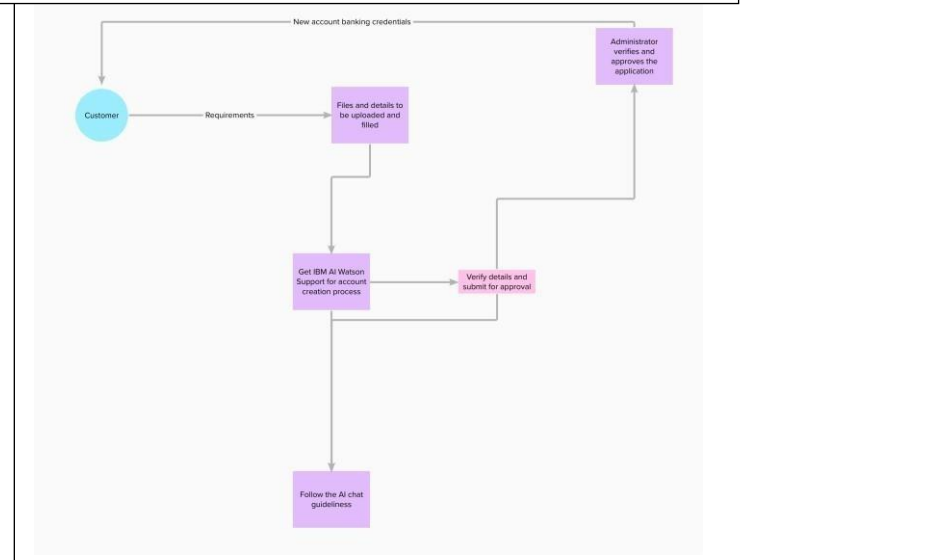 New account banking credentials
Administrator
verifies and
approves the
application
Customer
Requirements
Files and details to
be uploaded and
filled
Get IBM AI Watson
Support for account
creation process
Verify details and
submit for approval
Follow the AI chat
guideliness